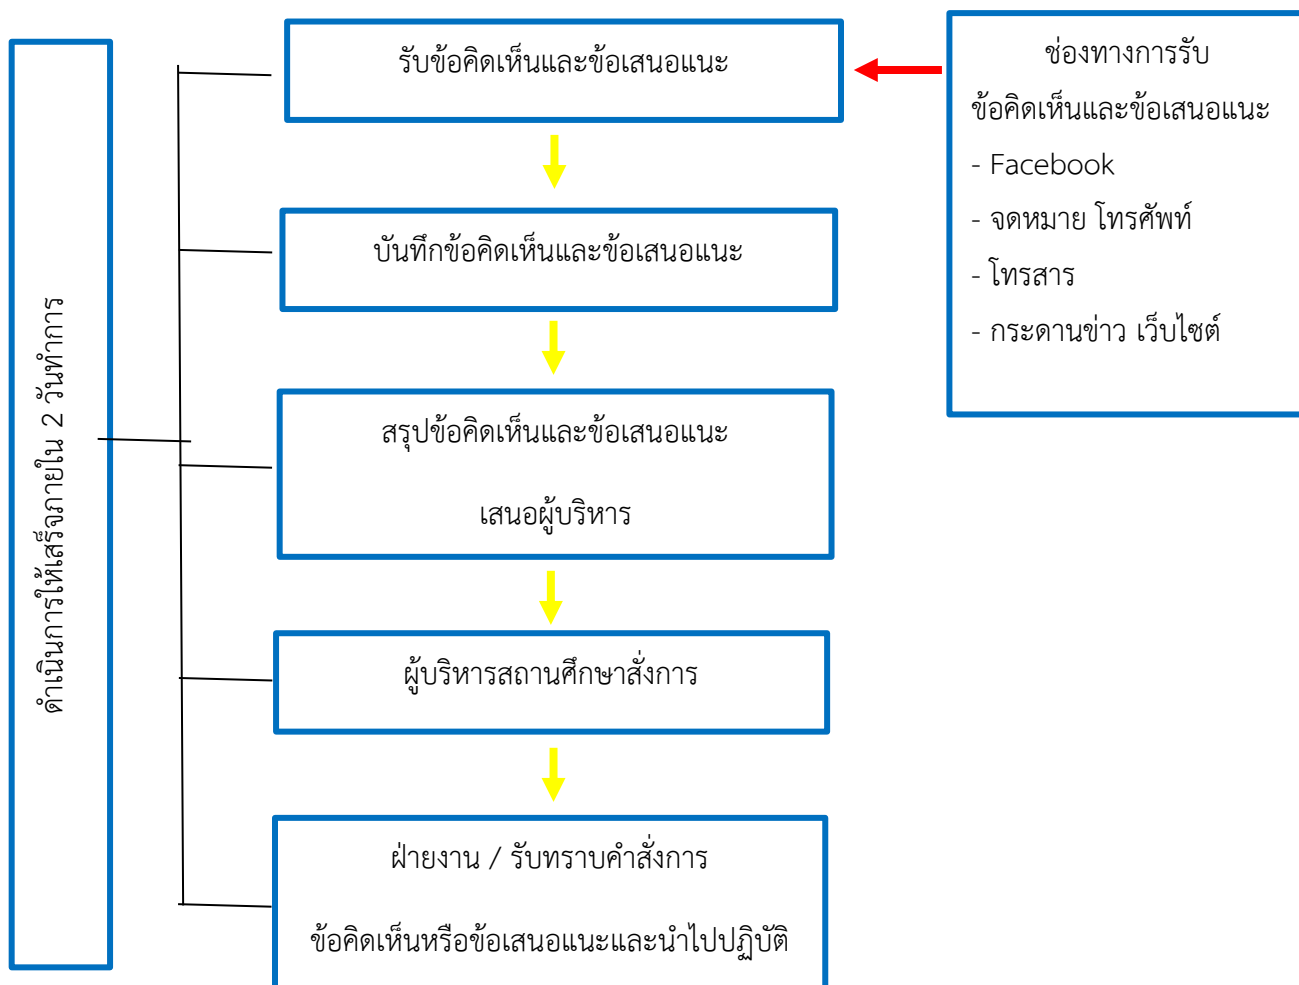 ดำเนินการให้เสร็จภายใน 2 วันทำการ
รับข้อคิดเห็นและข้อเสนอแนะ
บันทึกข้อคิดเห็นและข้อเสนอแนะ
สรุปข้อคิดเห็นและข้อเสนอแนะ
เสนอผู้บริหาร
ผู้บริหารสถานศึกษาสั่งการ
ฝ่ายงาน / รับทราบคำสั่งการ
ข้อคิดเห็นหรือข้อเสนอแนะและนำไปปฏิบัติ
ช่องทางการรับ
ข้อคิดเห็นและข้อเสนอแนะ
- Facebook
- จดหมาย โทรศัพท์
- โทรสาร
- กระดานข่าว เว็บไซต์